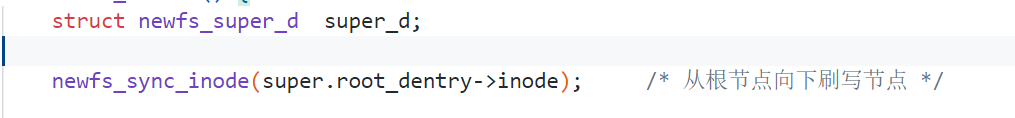 struct newfs_super_d  super_d;
newfs_sync_inode(super.root_dentry->inode);     /* 从根节点向下刷写节点 */